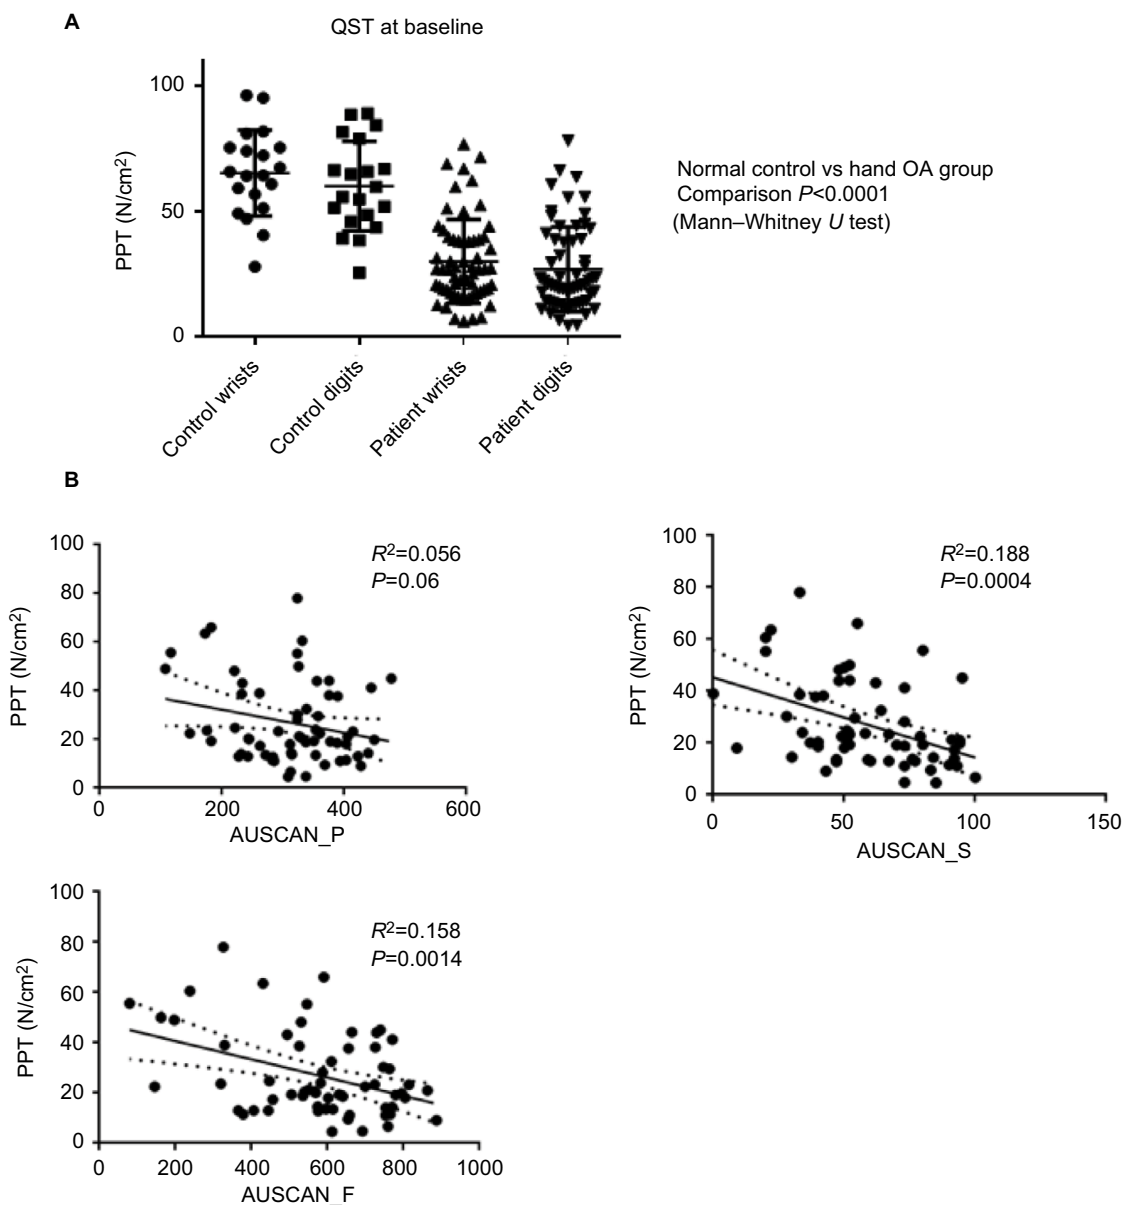 A
QST at baseline
PPT (N/cm²)
100
50
0
Control wrists
Control digits
Patient wrists
Patient digits
Normal control vs hand OA group
Comparison P<0.0001
(Mann–Whitney U test)
B
PPT (N/cm²)
100
80
60
40
20
0
0 200 400 600
AUSCAN_P
R²=0.056
P=0.06
PPT (N/cm²)
100
80
60
40
20
0
0 50 100 150
AUSCAN_S
R²=0.188
P=0.0004
PPT (N/cm²)
100
80
60
40
20
0
0 200 400 600 800 1000
AUSCAN_F
R²=0.158
P=0.0014